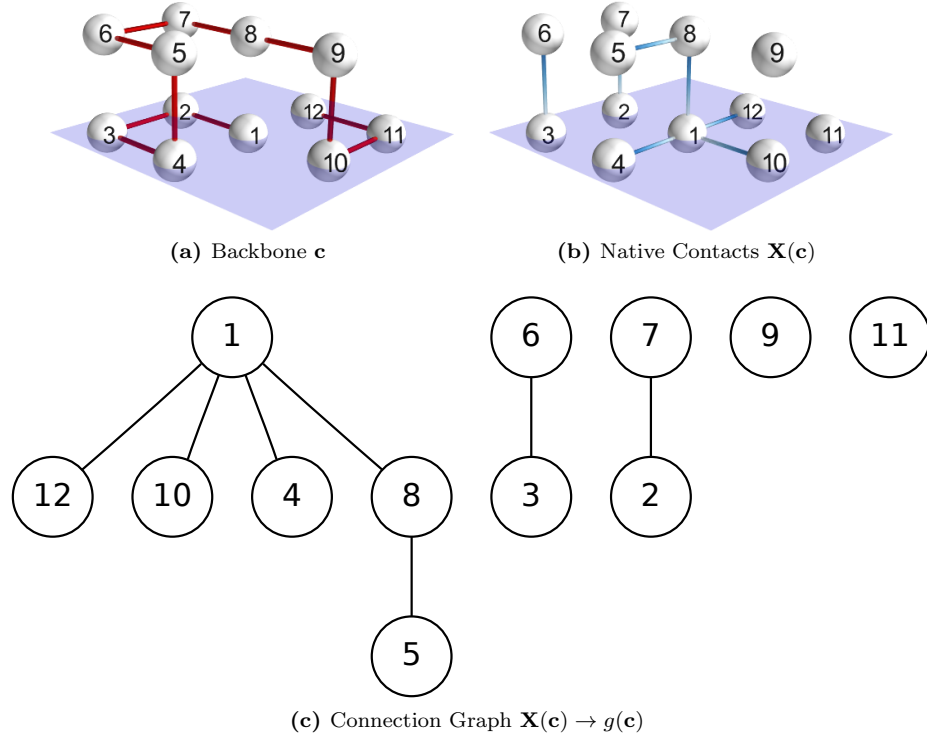 6 7 8 9
5
3 2 1 12 11
4 10
(a) Backbone c
6 7 5 8 9
3 2 1 12 11
4 10
(b) Native Contacts X(c)
1 6 7 9 11
12 10 4 8 3 2
5
(c) Connection Graph X(c) → g(c)